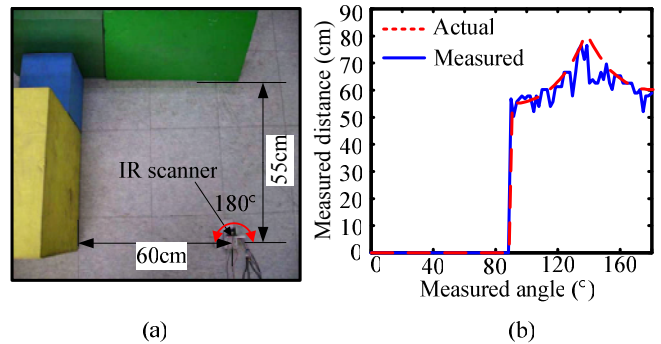 IR scanner
180°
55cm
60cm
(a)
Measured distance (cm)
90
80
70
60
50
40
30
20
10
0
Actual
Measured
0 40 80 120 160
Measured angle (°)
(b)